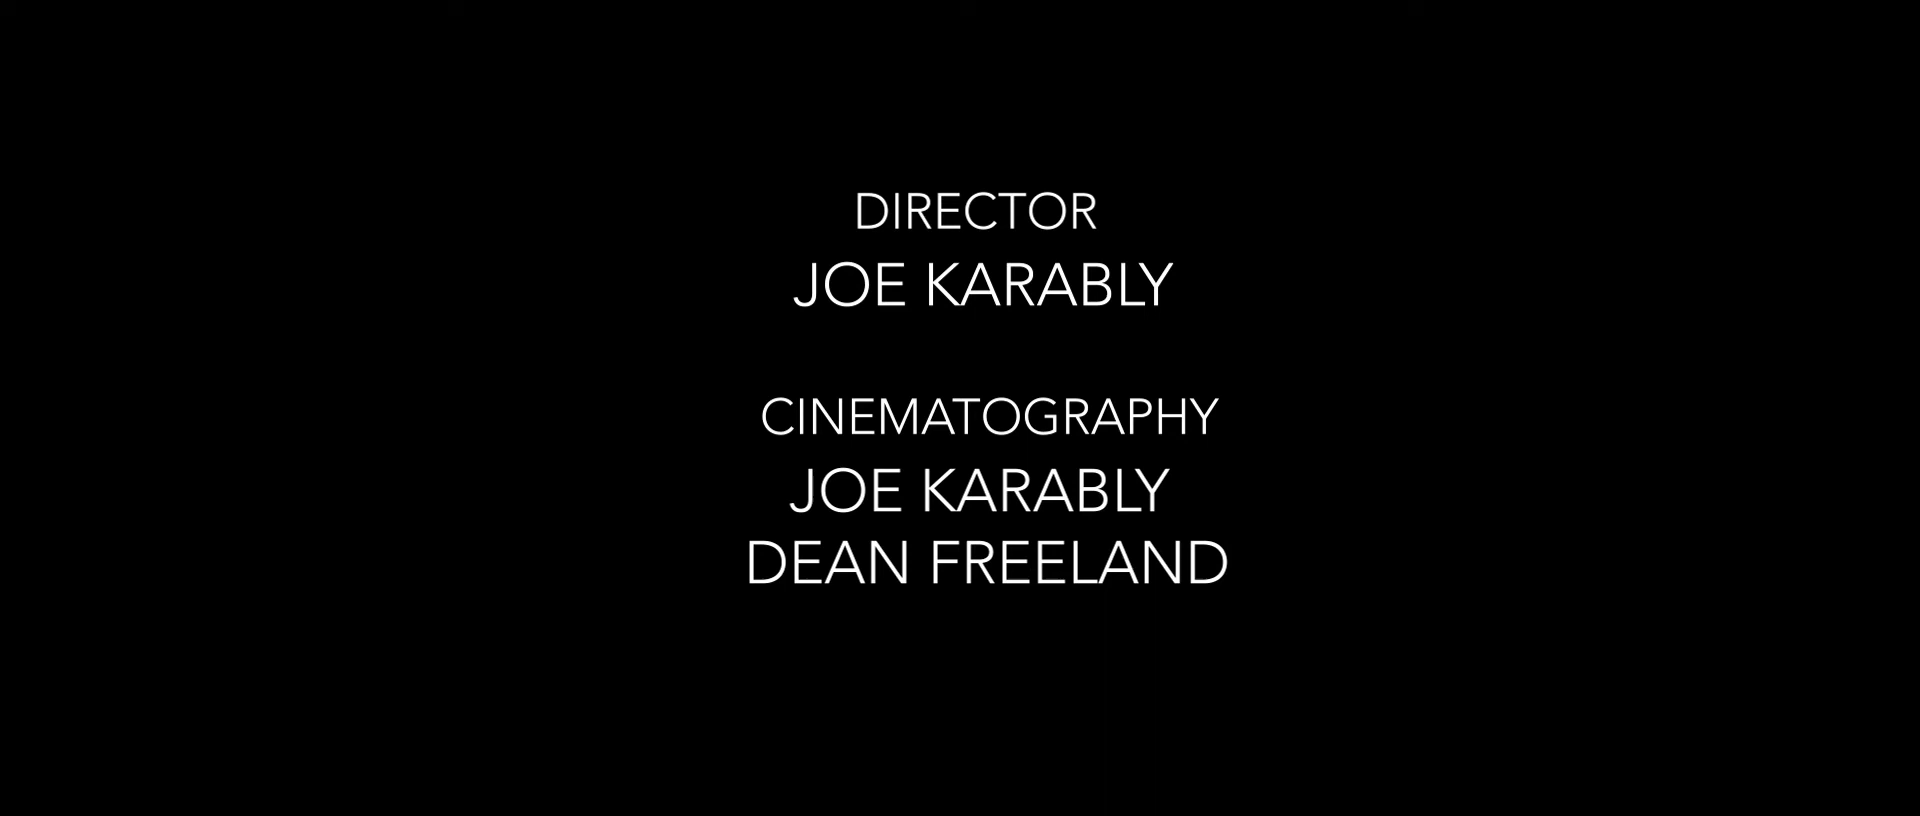 DIRECTOR
JOE KARABLY
CINEMATOGRAPHY
JOE KARABLY
DEAN FREELAND